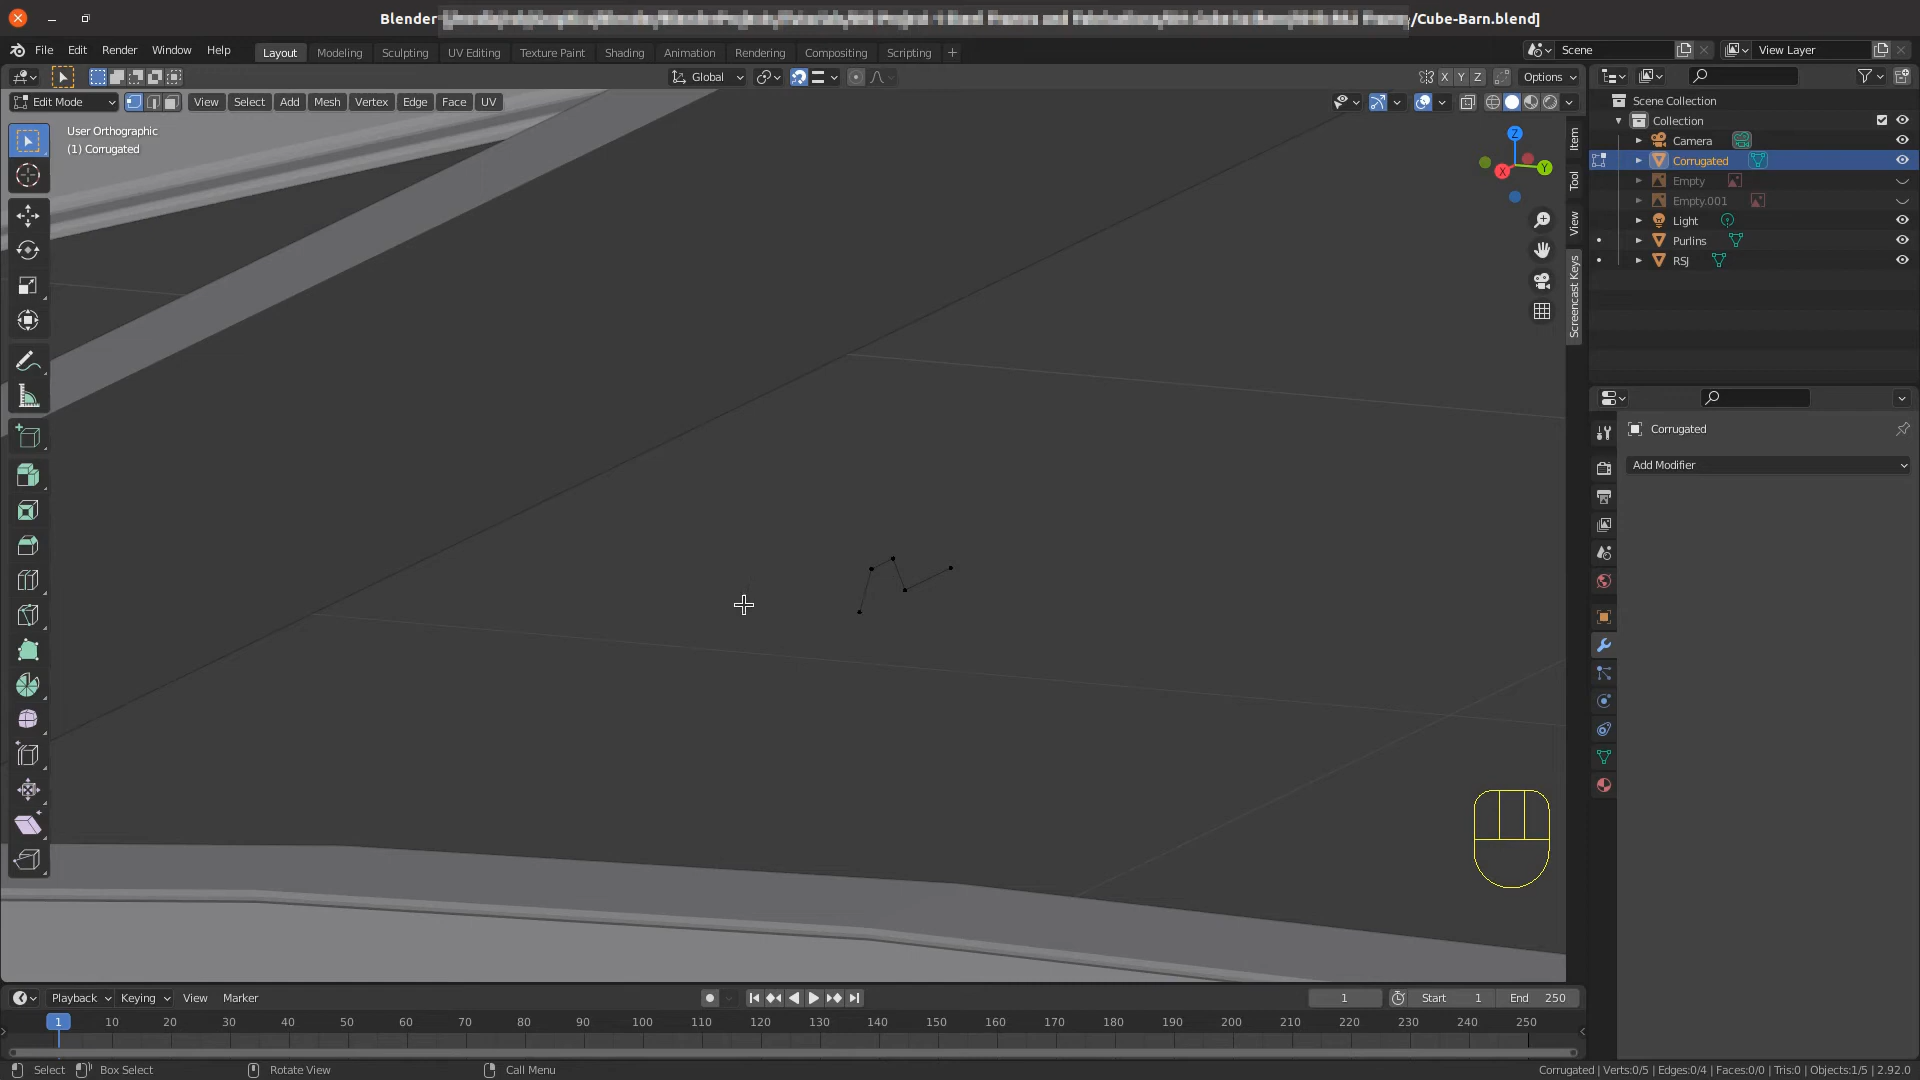 Blender /Cube-Barn.blend]
File Edit Render Window Help Layout Modeling Sculpting UV Editing Texture Paint Shading Animation Rendering Compositing Scripting + Scene View Layer
Global X Y Z Options
Edit Mode View Select Add Mesh Vertex Edge Face UV
User Orthographic
(1) Corrugated
Z
X
Y
Item
Tool
View
Screencast Keys
Scene Collection
Collection
Camera
Corrugated
Empty
Empty.001
Light
Purlins
RSJ
Corrugated
Add Modifier
Playback Keying View Marker 1 Start 1 End 250
1 10 20 30 40 50 60 70 80 90 100 110 120 130 140 150 160 170 180 190 200 210 220 230 240 250
Select Box Select Rotate View Call Menu Corrugated | Verts:0/5 | Edges:0/4 | Faces:0/0 | Tris:0 | Objects:1/5 | 2.92.0